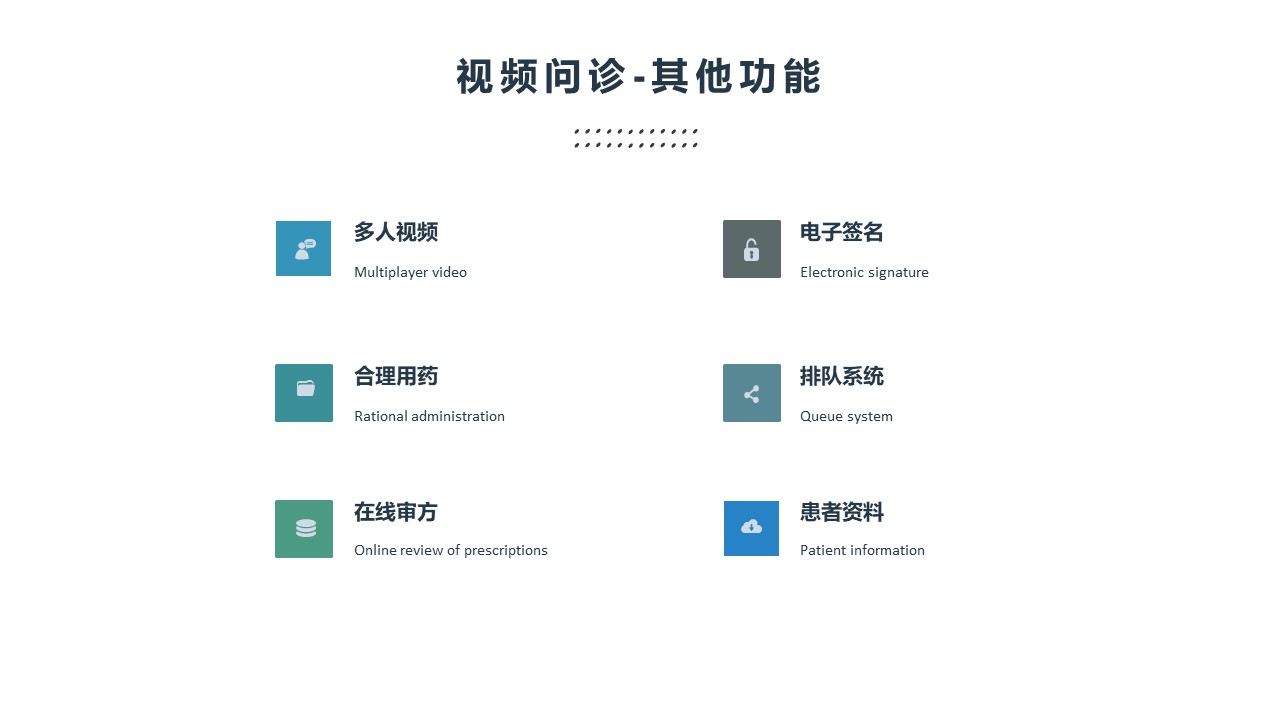 视频问诊-其他功能
多人视频
Multiplayer video
电子签名
Electronic signature
合理用药
Rational administration
排队系统
Queue system
在线审方
Online review of prescriptions
患者资料
Patient information